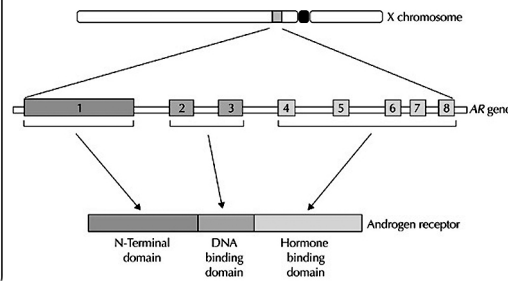 X chromosome
1 2 3 4 5 6 7 8 AR gene
Androgen receptor
N-Terminal domain
DNA binding domain
Hormone binding domain